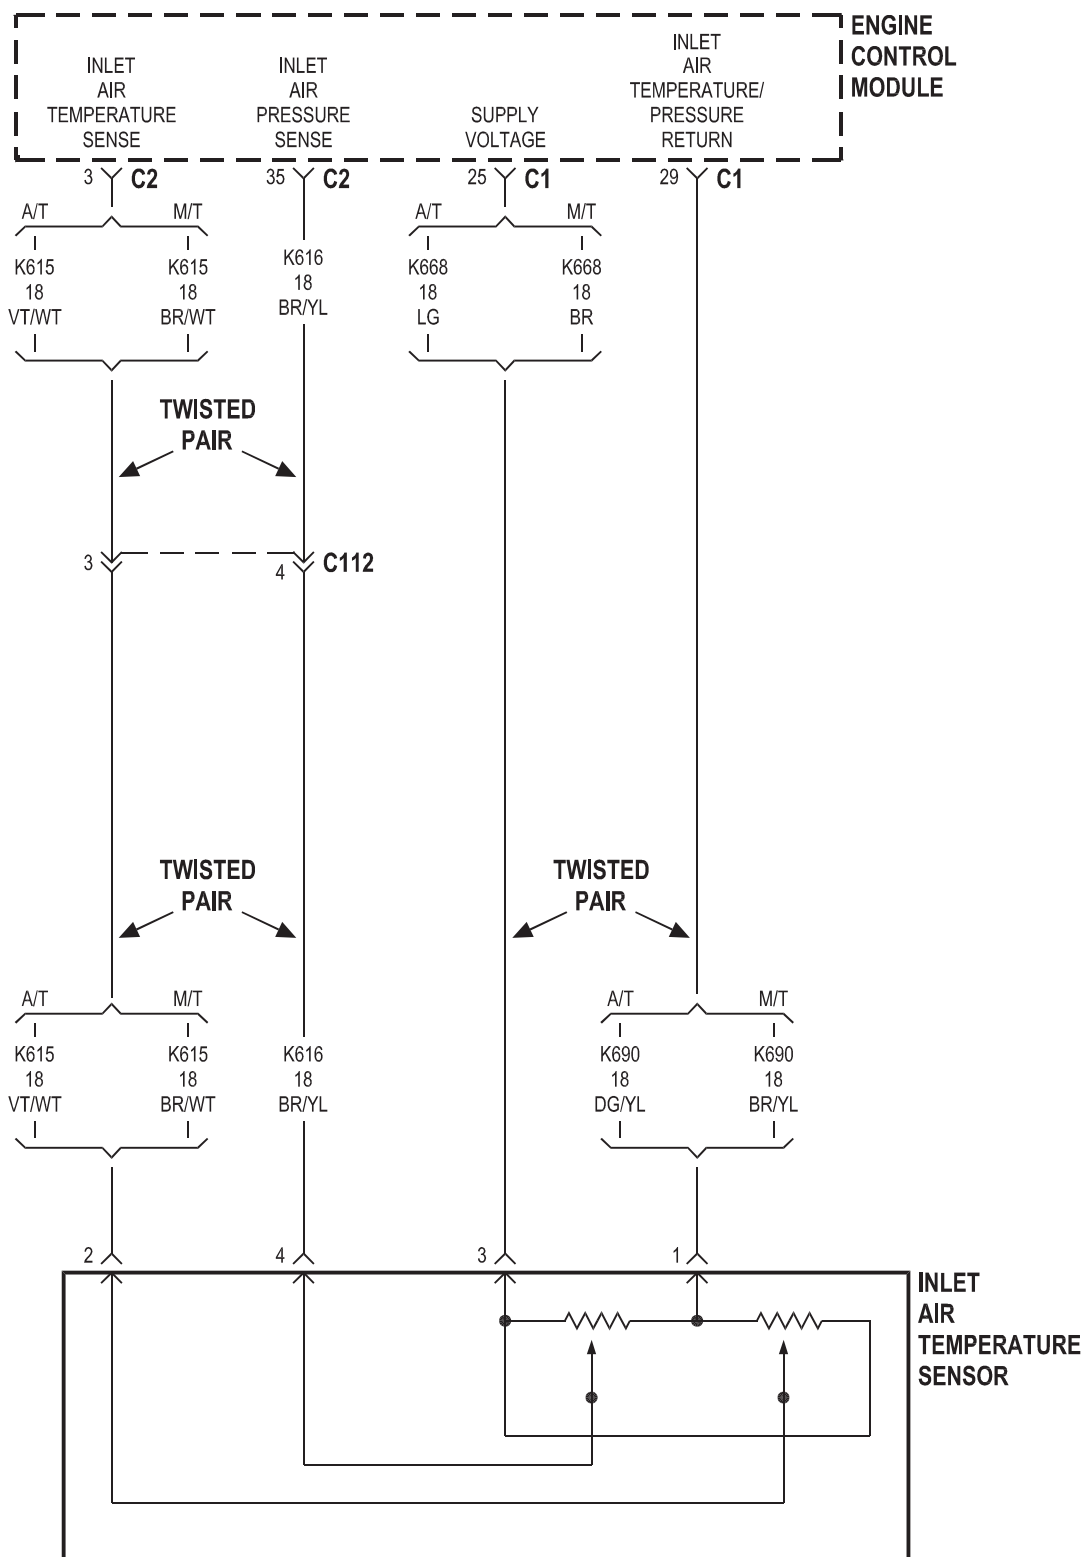 ENGINE
CONTROL
MODULE
INLET
AIR
TEMPERATURE
SENSE
INLET
AIR
PRESSURE
SENSE
SUPPLY
VOLTAGE
INLET
AIR
TEMPERATURE/
PRESSURE
RETURN
3 C2
35 C2
25 C1
29 C1
A/T
K615
18
VT/WT
M/T
K615
18
BR/WT
K616
18
BR/YL
A/T
K668
18
LG
M/T
K668
18
BR
TWISTED
PAIR
3
4 C112
TWISTED
PAIR
TWISTED
PAIR
A/T
K615
18
VT/WT
M/T
K615
18
BR/WT
K616
18
BR/YL
A/T
K690
18
DG/YL
M/T
K690
18
BR/YL
2
4
3
1
INLET
AIR
TEMPERATURE
SENSOR